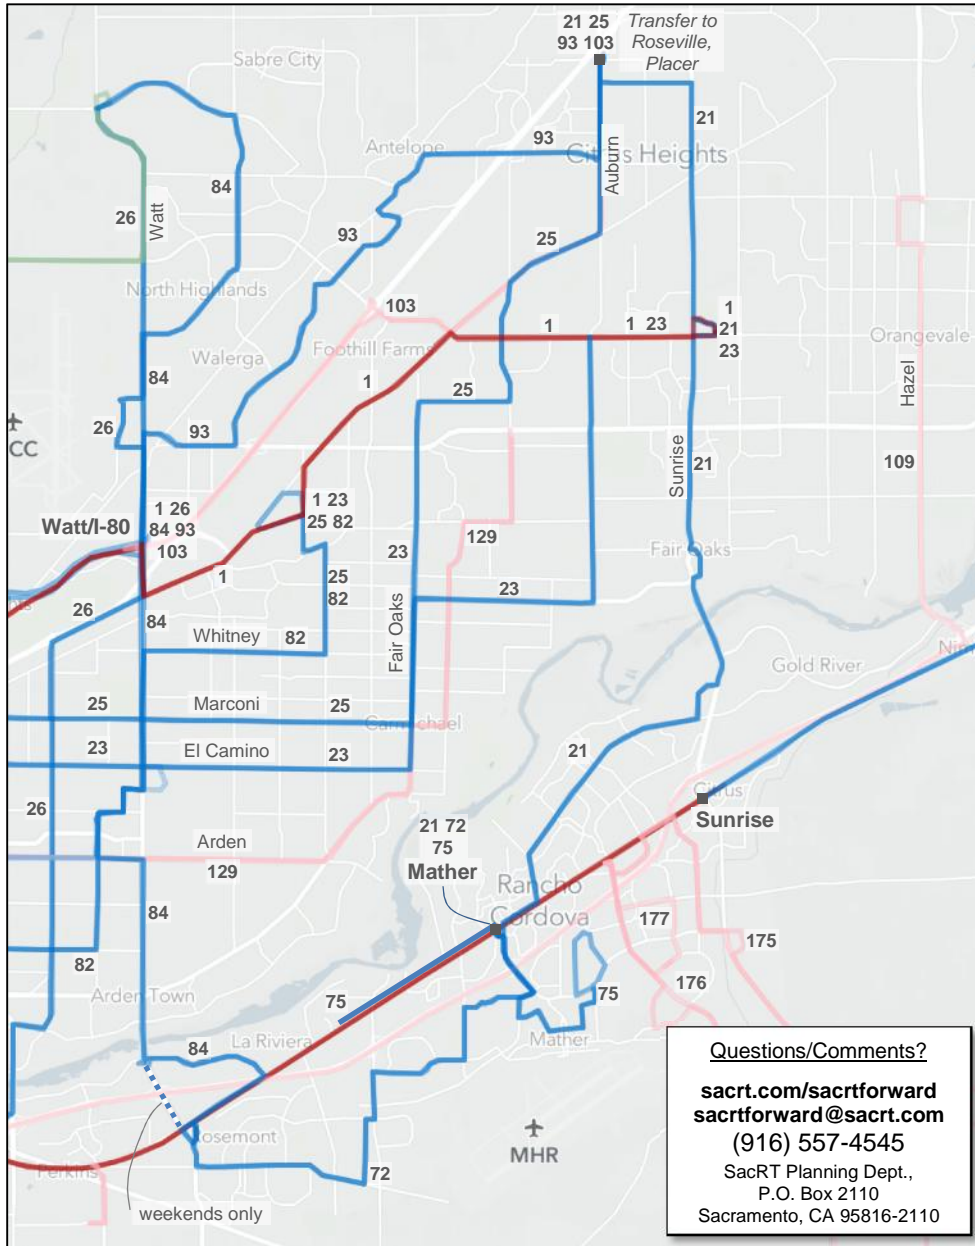 21 25
93 103
Transfer to
Roseville,
Placer
Sabre City
21
93
Antelope
Citrus Heights
Auburn
84
26
Watt
93
25
North Highlands
103
1
1 23
1
21
23
Orangevale
Walerga
Foothill Farms
84
1
25
Hazel
26
93
CC
Sunrise
21
109
Watt/I-80
1 26
84 93
103
1 23
25 82
129
23
Fair Oaks
1
25
82
23
26
84
Whitney
82
Fair Oaks
Gold River
25
Marconi
25
Carmichael
23
El Camino
23
21
26
Citrus
Sunrise
Arden
129
21 72
75
Mather
Rancho
Cordova
84
177
175
82
176
Arden Town
75
75
La Riviera
84
Mather
Rosemont
MHR
Perkins
72
weekends only
Questions/Comments?
sacrt.com/sacrtforward
sacrtforward@sacrt.com
(916) 557-4545
SacRT Planning Dept.,
P.O. Box 2110
Sacramento, CA 95816-2110